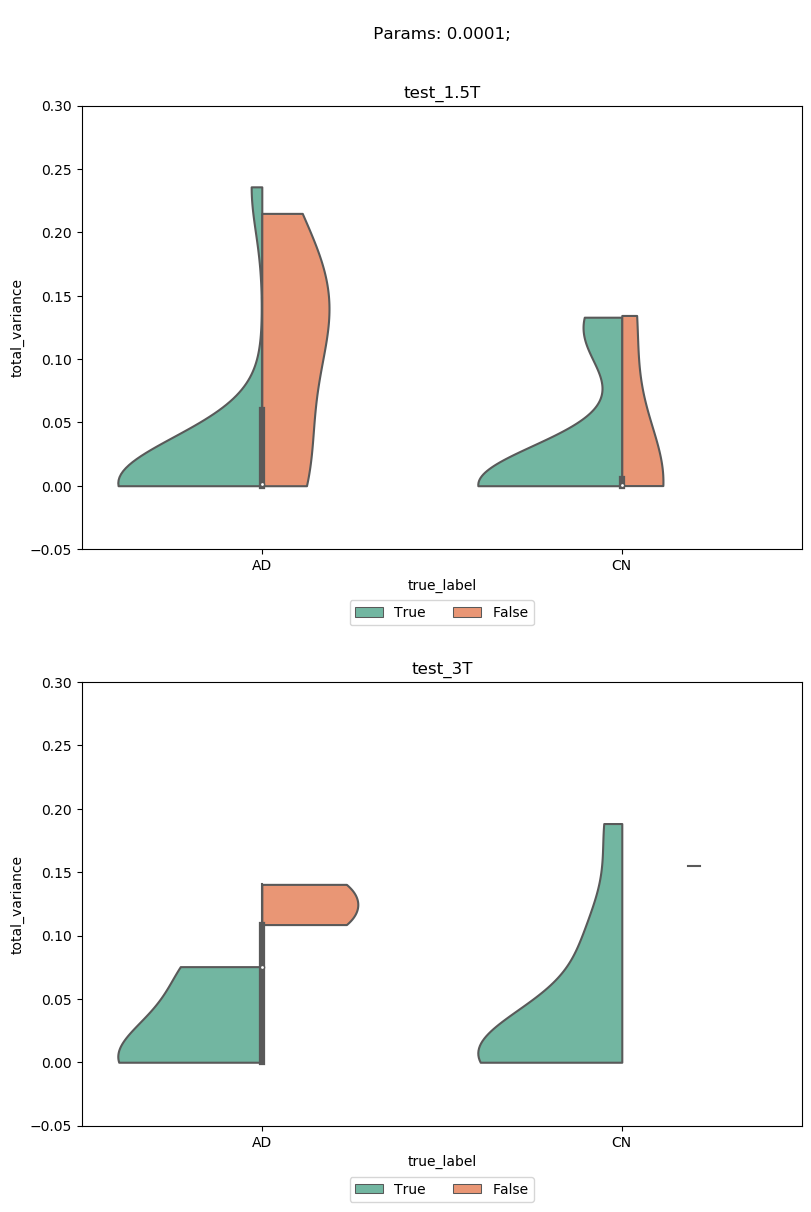 Params: 0.0001;
test_1.5T
0.30
0.25
0.20
0.15
0.10
0.05
0.00
−0.05
total_variance
AD CN
true_label
True False
test_3T
0.30
0.25
0.20
0.15
0.10
0.05
0.00
−0.05
total_variance
AD CN
true_label
True False